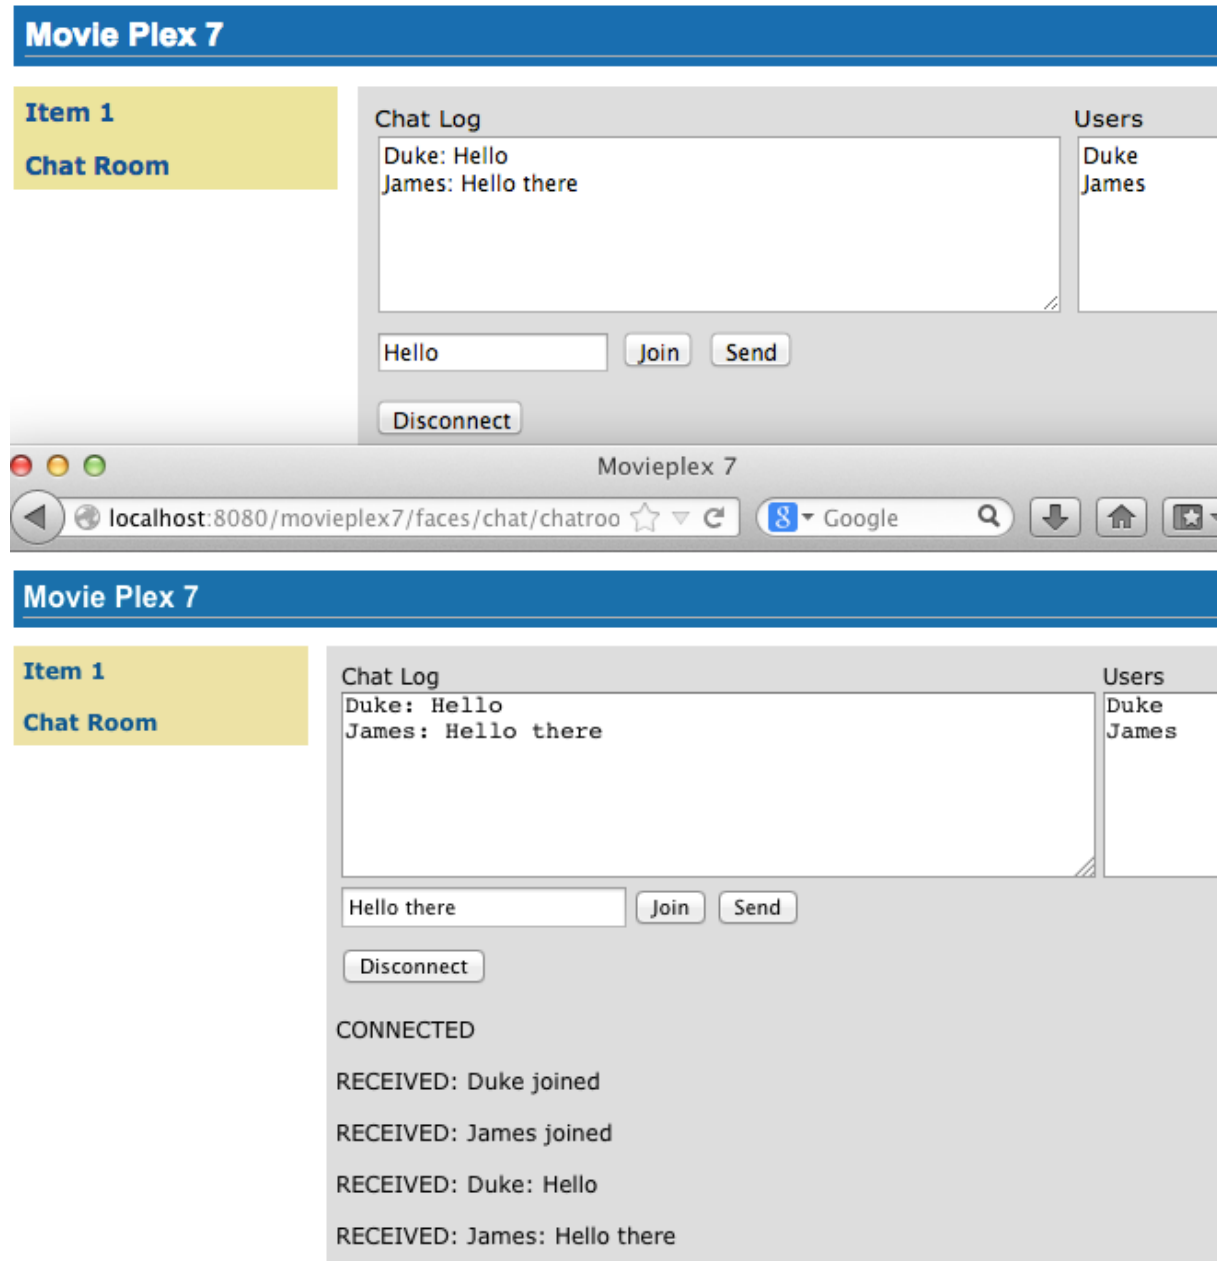 Movie Plex 7
Item 1
Chat Room
Chat Log
Users
Duke: Hello
James: Hello there
Duke
James
Hello
Join
Send
Disconnect
Movieplex 7
localhost:8080/movieplex7/faces/chat/chatroo
8
Google
Movie Plex 7
Item 1
Chat Room
Chat Log
Users
Duke: Hello
James: Hello there
Duke
James
Hello there
Join
Send
Disconnect
CONNECTED
RECEIVED: Duke joined
RECEIVED: James joined
RECEIVED: Duke: Hello
RECEIVED: James: Hello there